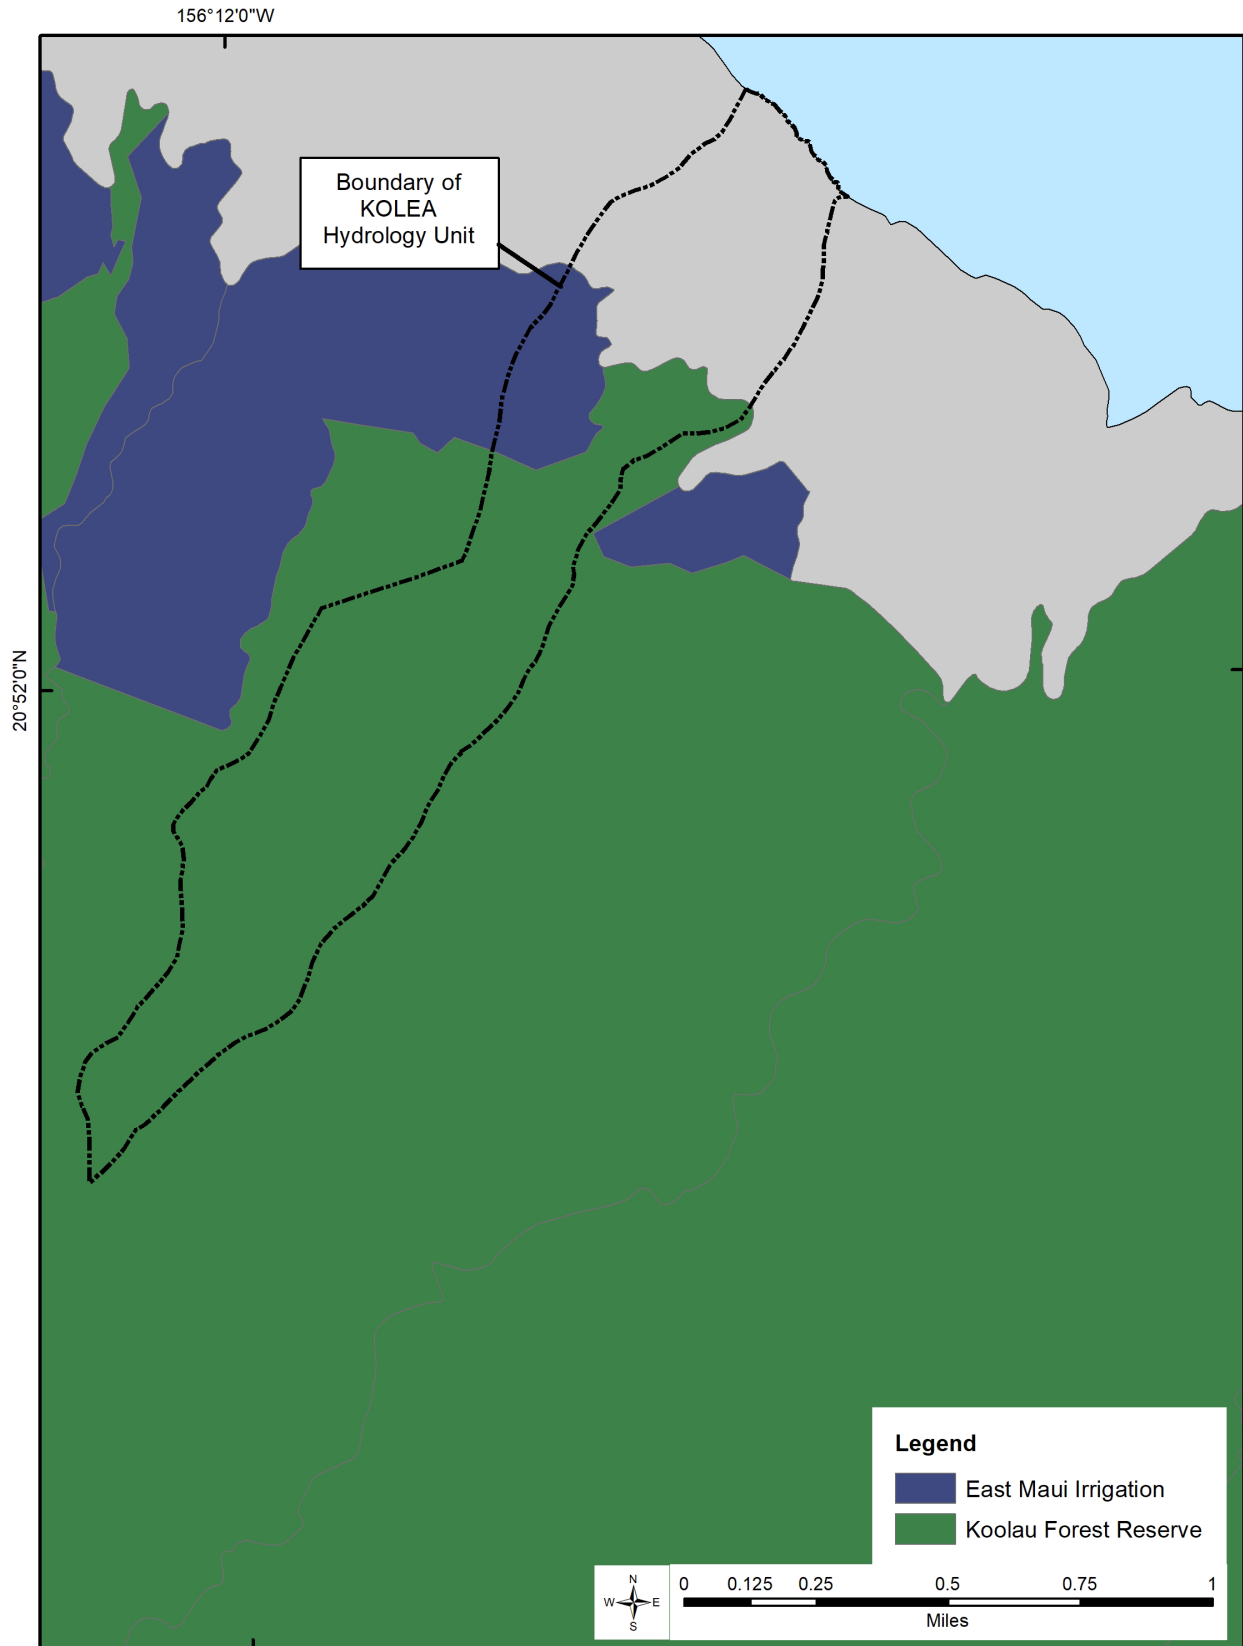 156°12'0"W
Boundary of
KOLEA
Hydrology Unit
20°52'0"N
Legend
East Maui Irrigation
Koolau Forest Reserve
N
W E
S
0 0.125 0.25 0.5 0.75 1
Miles